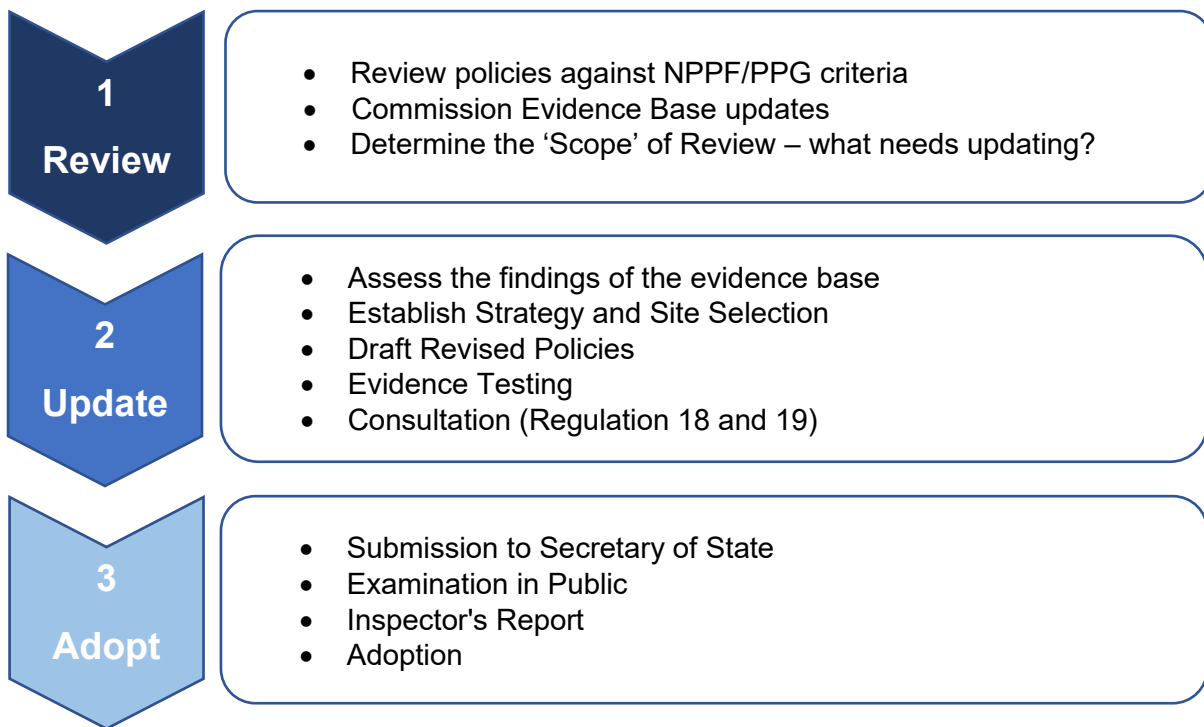 1
Review
• Review policies against NPPF/PPG criteria
• Commission Evidence Base updates
• Determine the ‘Scope’ of Review – what needs updating?
2
Update
• Assess the findings of the evidence base
• Establish Strategy and Site Selection
• Draft Revised Policies
• Evidence Testing
• Consultation (Regulation 18 and 19)
3
Adopt
• Submission to Secretary of State
• Examination in Public
• Inspector's Report
• Adoption